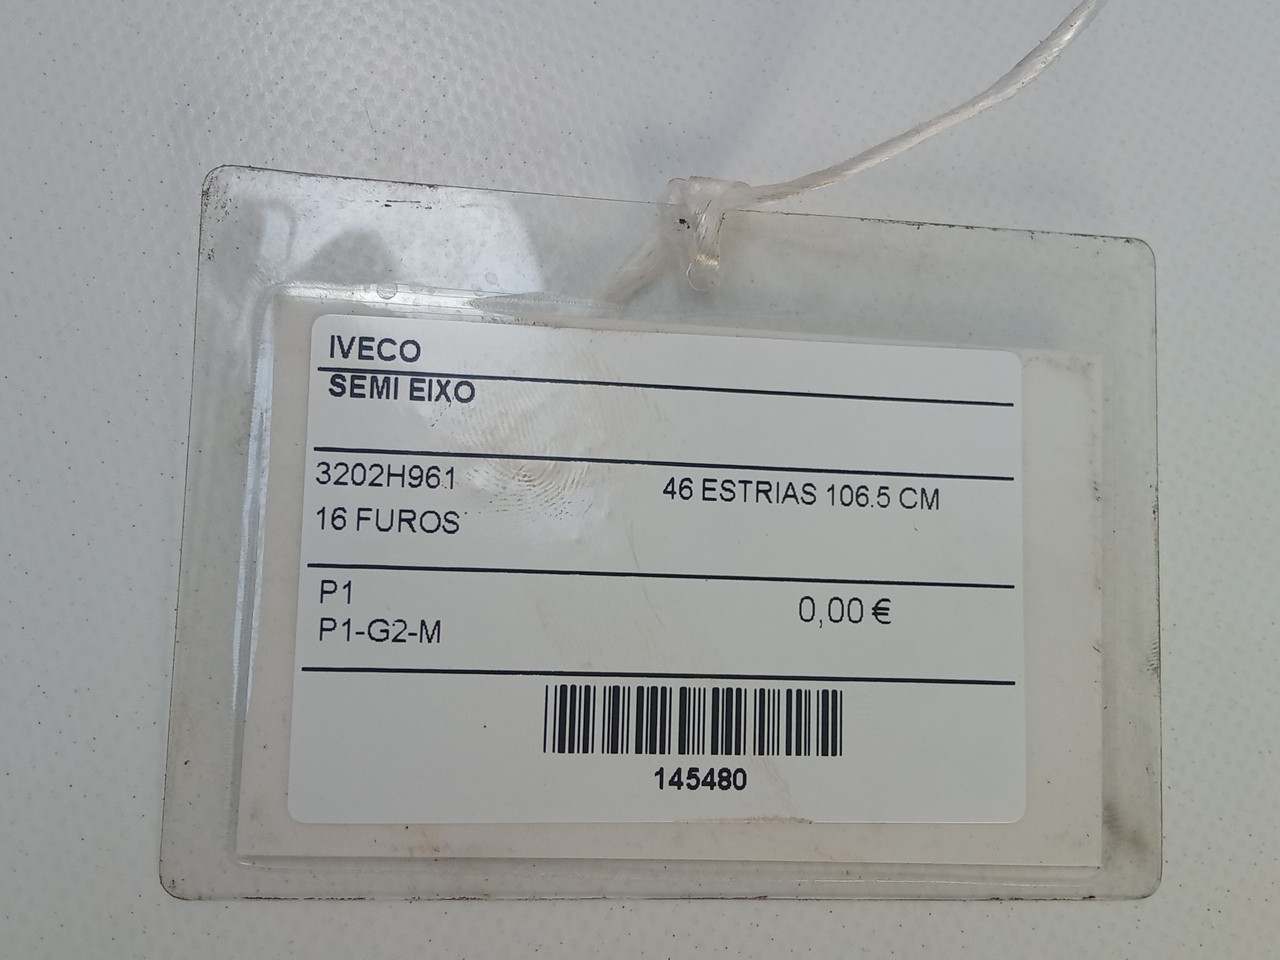 IVECO
SEMI EIXO
3202H961
46 ESTRIAS 106.5 CM
16 FUROS
P1
0,00 €
P1-G2-M
145480